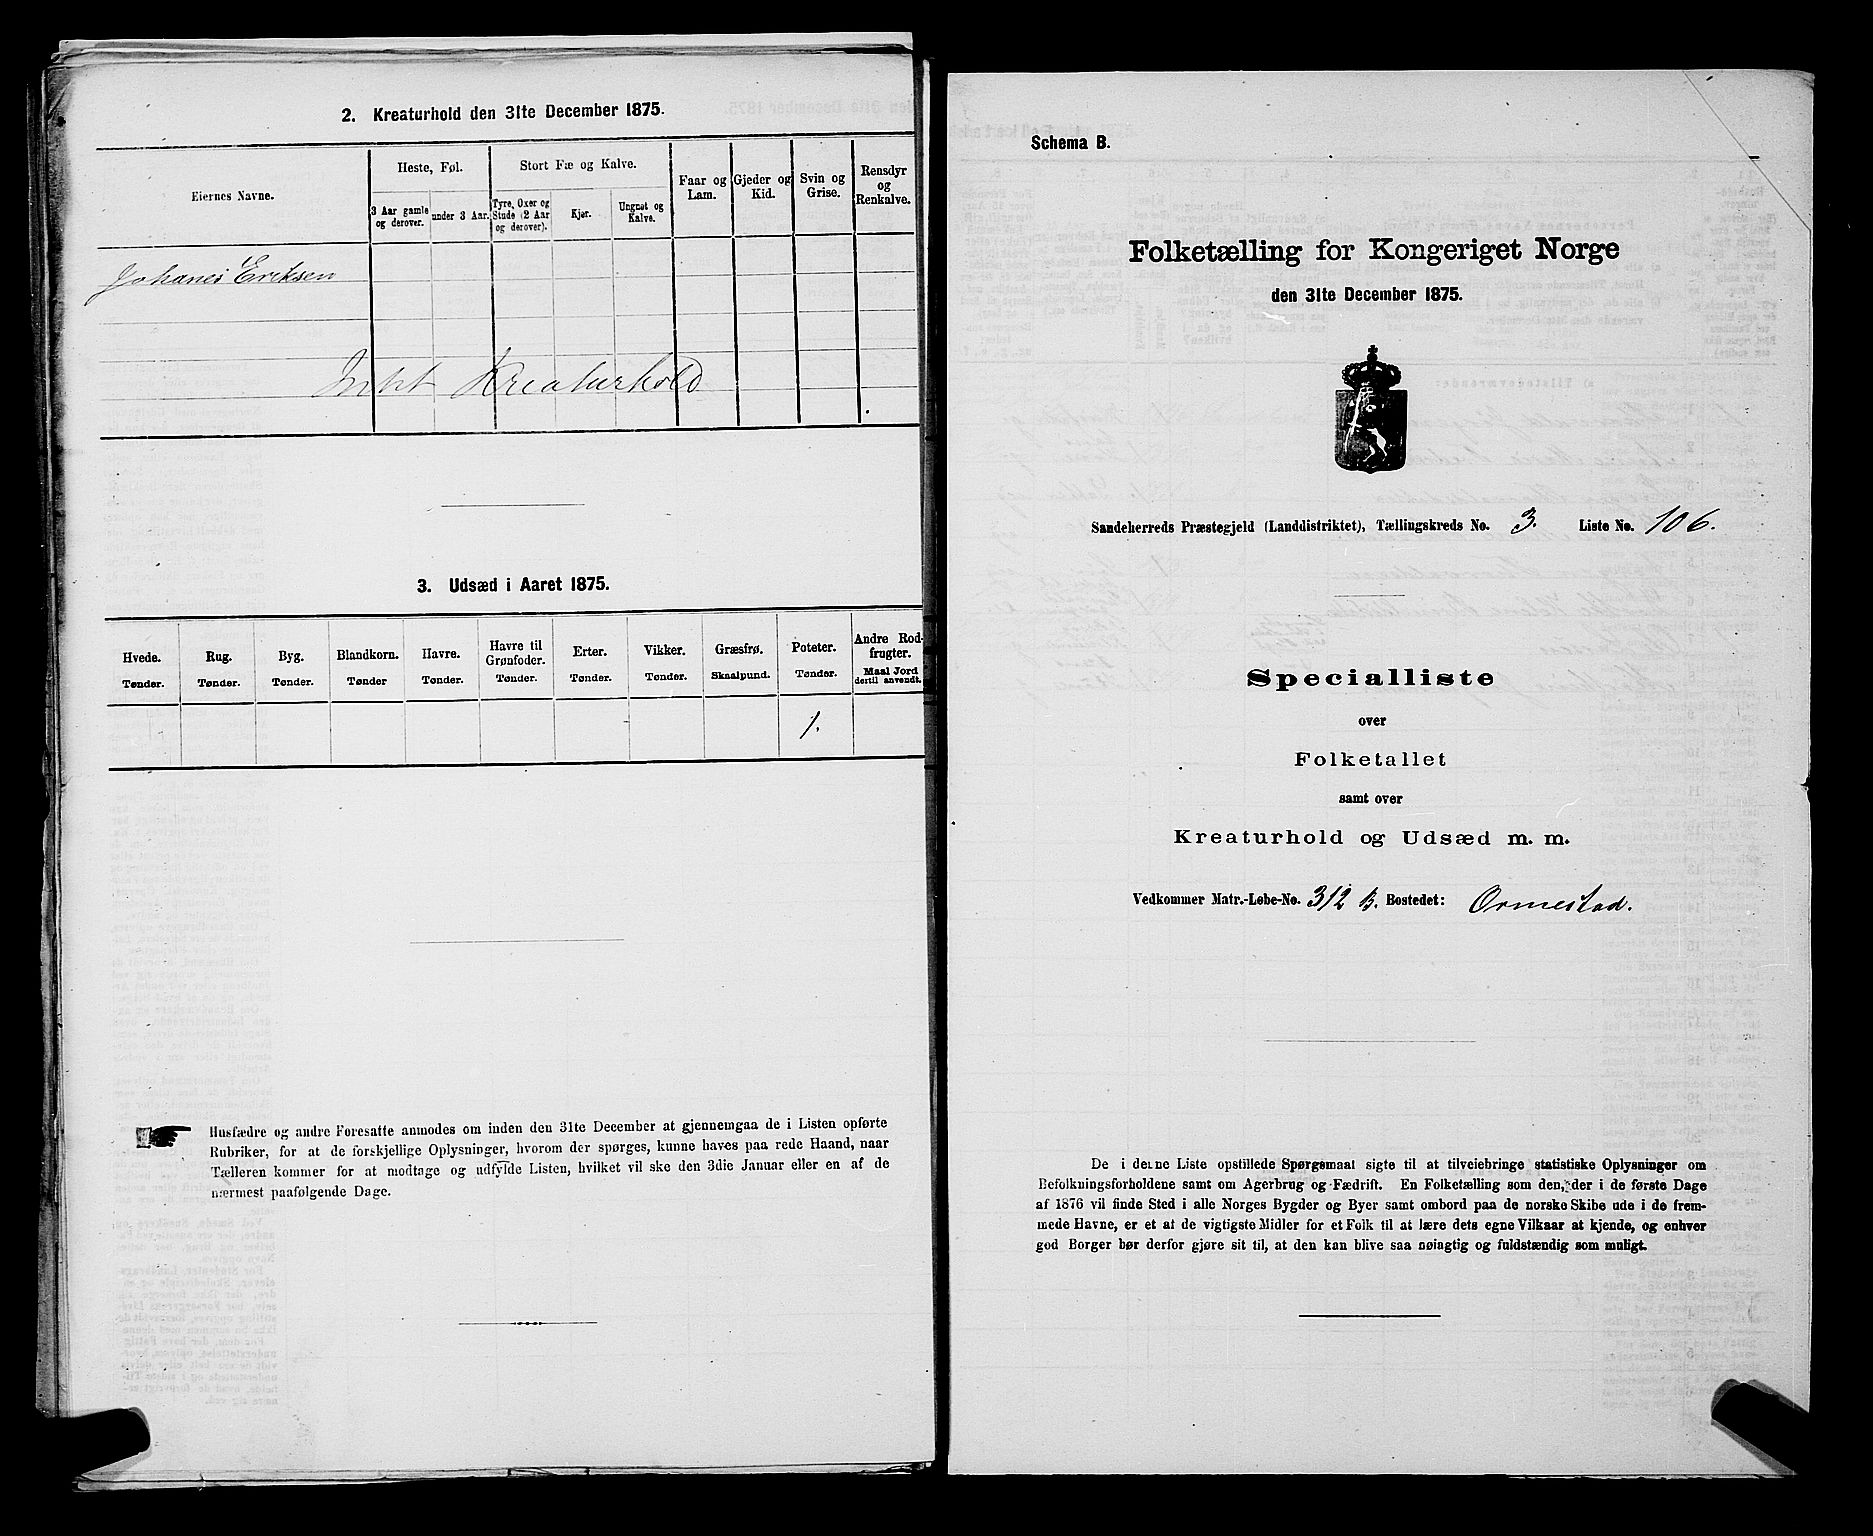 2. Kreaturhold den 31te December 1875.
Eiernes Navne.
Heste, Føl.
Stort Fæ og Kalve.
Faar og Lam.
Gjeder og Kid.
Svin og Grise.
Rensdyr og Renkalve.
3 Aar gamle og derover.
under 3 Aar.
Tyre, Oxer og Stude (2 Aar og derover).
Kjør.
Ungnøt og Kalve.
Johanes Eriksen
Intet Kreaturhold
3. Udsæd i Aaret 1875.
Hvede. Tønder.
Rug. Tønder.
Byg. Tønder.
Blandkorn. Tønder
Havre. Tønder.
Havre til Grønfoder. Tønder.
Erter. Tønder.
Vikker. Tønder.
Græsfrø. Skaalpund.
Poteter. Tønder.
Andre Rodfrugter. Maal Jord dertil anvendt.
1.
Husfædre og andre Foresatte anmodes om inden den 31te December at gjennemgaa de i Listen opførte
Rubriker, for at de forskjellige Oplysninger, hvorom der spørges, kunne haves paa rede Haand, naar
Tælleren kommer for at modtage og udfylde Listen, hvilket vil ske den 3die Januar eller en af de
nærmest paafølgende Dage.
Schema B.
Folketælling for Kongeriget Norge
den 31te December 1875.
Sandeherreds Præstegjeld (Landdistriktet), Tællingskreds No. 3. Liste No. 106.
Specialliste
over
Folketallet
samt over
Kreaturhold og Udsæd m. m.
Vedkommer Matr.-Løbe-No. 312 B. Bostedet: Ormestad.
De i denne Liste opstillede Spørgsmaal sigte til at tilveiebringe statistiske Oplysninger om
Befolkningsforholdene samt om Agerbrug og Fædrift. En Folketælling som den, der i de første Dage
af 1876 vil finde Sted i alle Norges Bygder og Byer samt ombord paa de norske Skibe ude i de frem-
mede Havne, er et at de vigtigste Midler for et Folk til at lære dets egne Vilkaar at kjende, og enhver
god Borger bør derfor gjøre sit til, at den kan blive saa nøiagtig og fuldstændig som muligt.